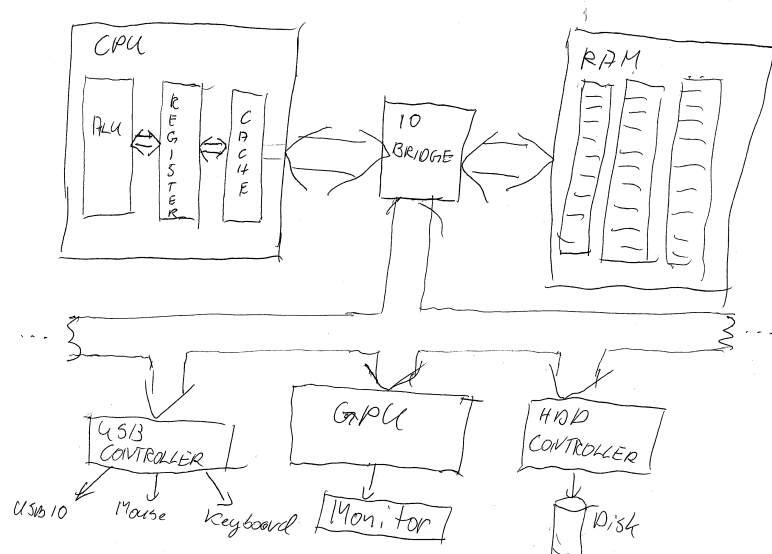 CPU
ALU
REGISTER
CACHE
IO
BRIDGE
RAM
...
...
USB
CONTROLLER
GPU
HDD
CONTROLLER
USB IO
Mouse
Keyboard
Monitor
Disk